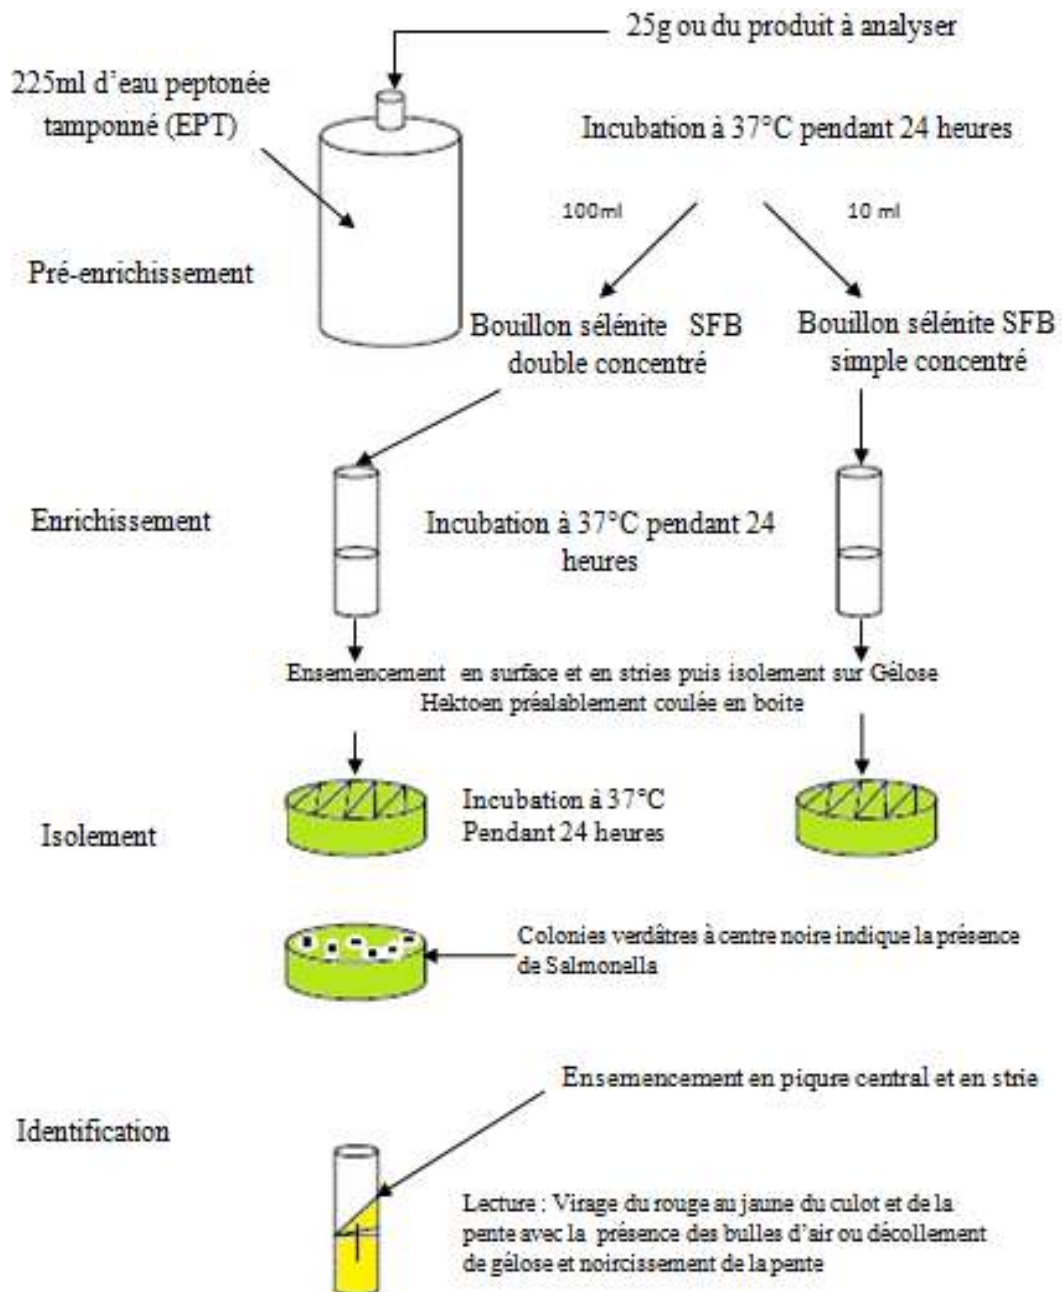 25g ou du produit à analyser
225ml d'eau peptonée
tamponné (EPT)
Incubation à 37°C pendant 24 heures
100ml
10 ml
Pré-enrichissement
Bouillon sélénite SFB
double concentré
Bouillon sélénite SFB
simple concentré
Enrichissement
Incubation à 37°C pendant 24
heures
Ensemencement en surface et en stries puis isolement sur Gélose
Hektoen préalablement coulée en boite
Isolement
Incubation à 37°C
Pendant 24 heures
Colonies verdâtres à centre noire indique la présence
de Salmonella
Ensemencement en piqure central et en strie
Identification
Lecture : Virage du rouge au jaune du culot et de la
pente avec la présence des bulles d'air ou décollement
de gélose et noircissement de la pente